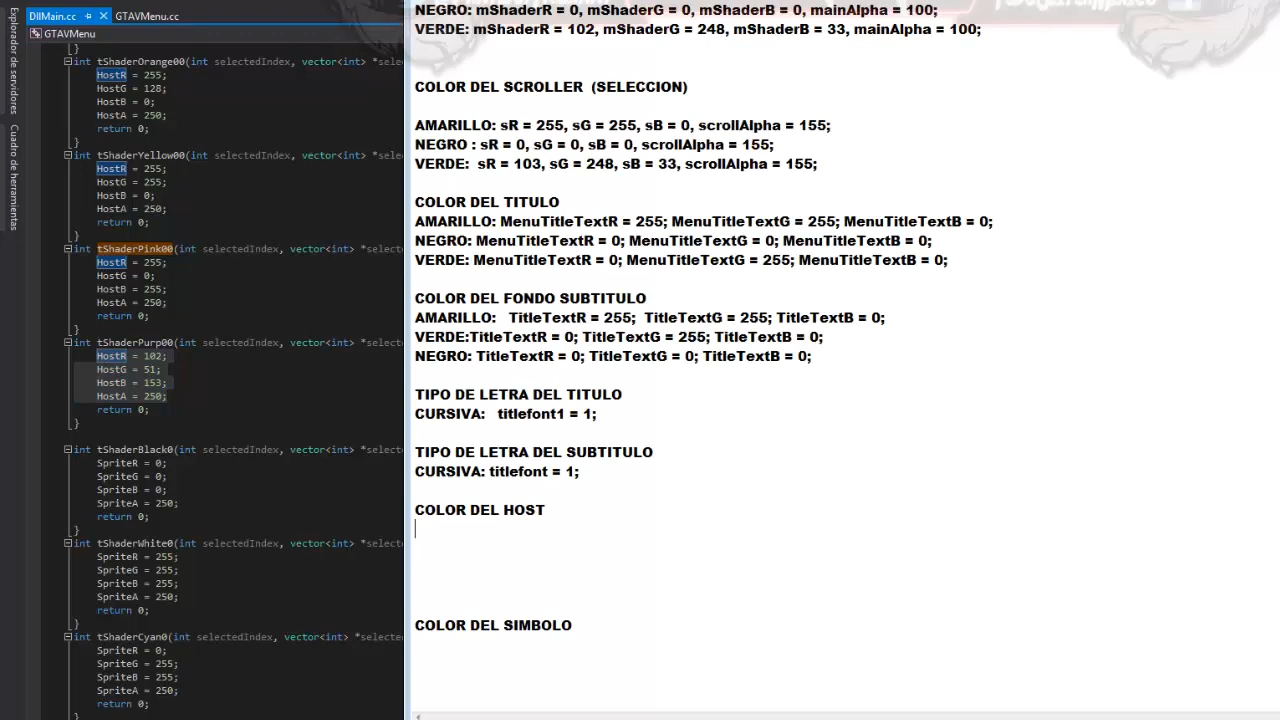 Explorador de servidores
Cuadro de herramientas
DllMain.cc
GTAVMenu.cc
GTAVMenu
}
int tShaderOrange00(int selectedIndex, vector<int> *selec
HostR = 255;
HostG = 128;
HostB = 0;
HostA = 250;
return 0;
}
int tShaderYellow00(int selectedIndex, vector<int> *selec
HostR = 255;
HostG = 255;
HostB = 0;
HostA = 250;
return 0;
}
int tShaderPink00(int selectedIndex, vector<int> *selecte
HostR = 255;
HostG = 0;
HostB = 255;
HostA = 250;
return 0;
}
int tShaderPurp00(int selectedIndex, vector<int> *selecte
HostR = 102;
HostG = 51;
HostB = 153;
HostA = 250;
return 0;
}
int tShaderBlack0(int selectedIndex, vector<int> *selecte
SpriteR = 0;
SpriteG = 0;
SpriteB = 0;
SpriteA = 250;
return 0;
}
int tShaderWhite0(int selectedIndex, vector<int> *selecte
SpriteR = 255;
SpriteG = 255;
SpriteB = 255;
SpriteA = 250;
return 0;
}
int tShaderCyan0(int selectedIndex, vector<int> *selected
SpriteR = 0;
SpriteG = 255;
SpriteB = 255;
SpriteA = 250;
return 0;
}
NEGRO: mShaderR = 0, mShaderG = 0, mShaderB = 0, mainAlpha = 100;
VERDE: mShaderR = 102, mShaderG = 248, mShaderB = 33, mainAlpha = 100;
COLOR DEL SCROLLER (SELECCION)
AMARILLO: sR = 255, sG = 255, sB = 0, scrollAlpha = 155;
NEGRO : sR = 0, sG = 0, sB = 0, scrollAlpha = 155;
VERDE: sR = 103, sG = 248, sB = 33, scrollAlpha = 155;
COLOR DEL TITULO
AMARILLO: MenuTitleTextR = 255; MenuTitleTextG = 255; MenuTitleTextB = 0;
NEGRO: MenuTitleTextR = 0; MenuTitleTextG = 0; MenuTitleTextB = 0;
VERDE: MenuTitleTextR = 0; MenuTitleTextG = 255; MenuTitleTextB = 0;
COLOR DEL FONDO SUBTITULO
AMARILLO: TitleTextR = 255; TitleTextG = 255; TitleTextB = 0;
VERDE:TitleTextR = 0; TitleTextG = 255; TitleTextB = 0;
NEGRO: TitleTextR = 0; TitleTextG = 0; TitleTextB = 0;
TIPO DE LETRA DEL TITULO
CURSIVA: titlefont1 = 1;
TIPO DE LETRA DEL SUBTITULO
CURSIVA: titlefont = 1;
COLOR DEL HOST
COLOR DEL SIMBOLO